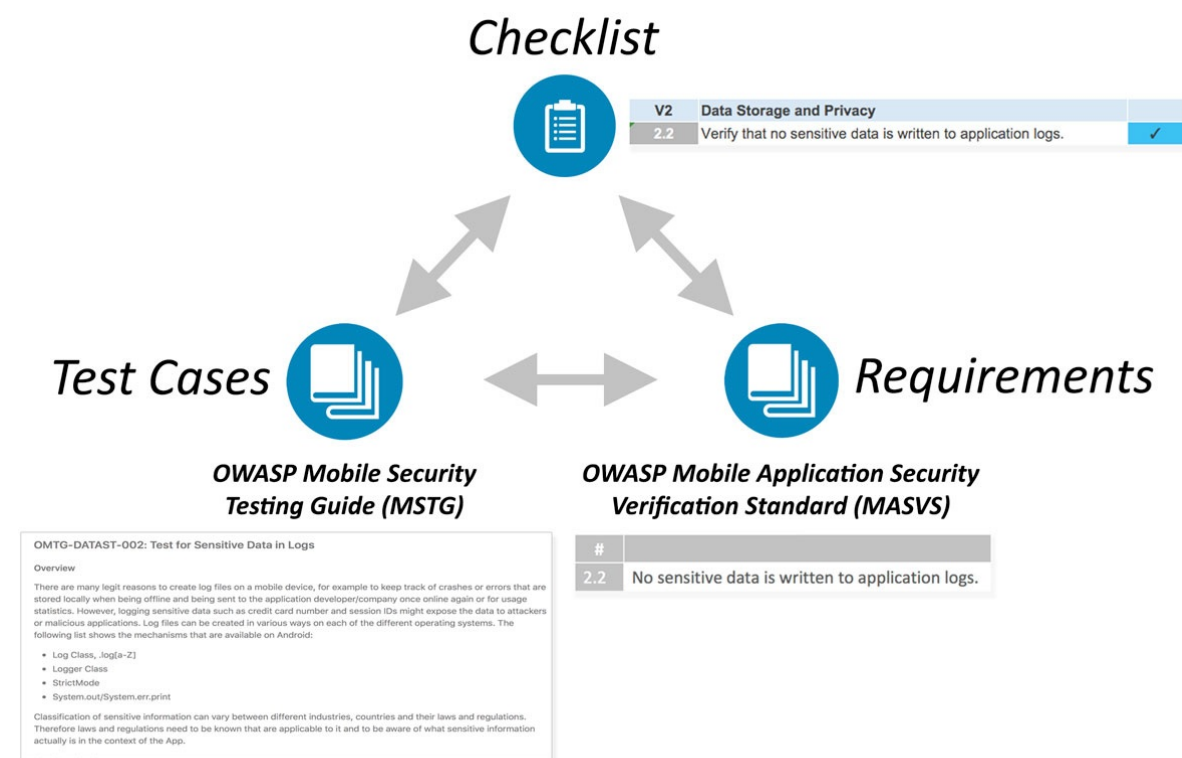 Checklist
V2 Data Storage and Privacy
2.2 Verify that no sensitive data is written to application logs. ✓
Test Cases
Requirements
OWASP Mobile Security
Testing Guide (MSTG)
OWASP Mobile Application Security
Verification Standard (MASVS)
OMTG-DATAST-002: Test for Sensitive Data in Logs
Overview
There are many legit reasons to create log files on a mobile device, for example to keep track of crashes or errors that are
stored locally when being offline and being sent to the application developer/company once online again or for usage
statistics. However, logging sensitive data such as credit card number and session IDs might expose the data to attackers
or malicious applications. Log files can be created in various ways on each of the different operating systems. The
following list shows the mechanisms that are available on Android:
• Log Class, .log[a-Z]
• Logger Class
• StrictMode
• System.out/System.err.print
Classification of sensitive information can vary between different industries, countries and their laws and regulations.
Therefore laws and regulations need to be known that are applicable to it and to be aware of what sensitive information
actually is in the context of the App.
#
2.2 No sensitive data is written to application logs.